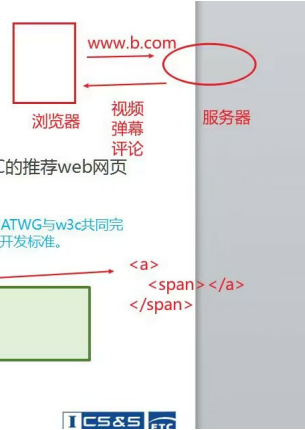 www.b.com
浏览器
视频
弹幕
评论
服务器
C的推荐web网页
ATWG与w3c共同完
开发标准。
<a>
<span></a>
</span>
ICS&S ETC